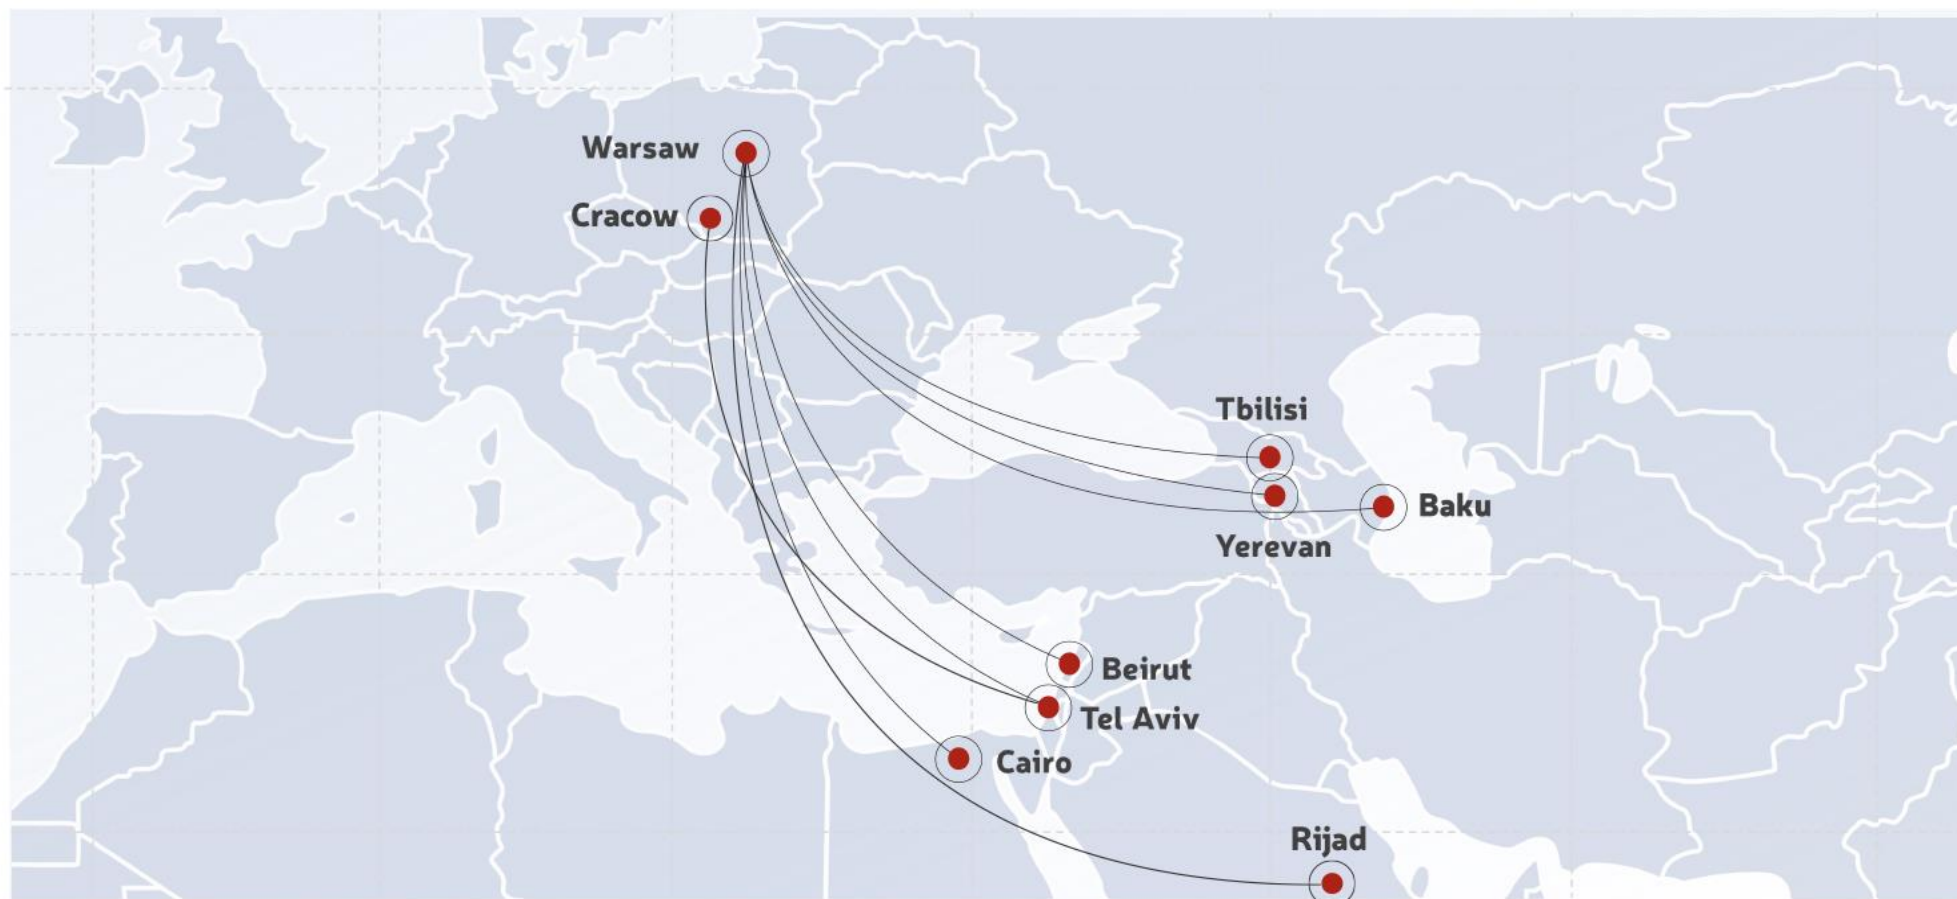 Warsaw
Cracow
Tbilisi
Baku
Yerevan
Beirut
Tel Aviv
Cairo
Rijad